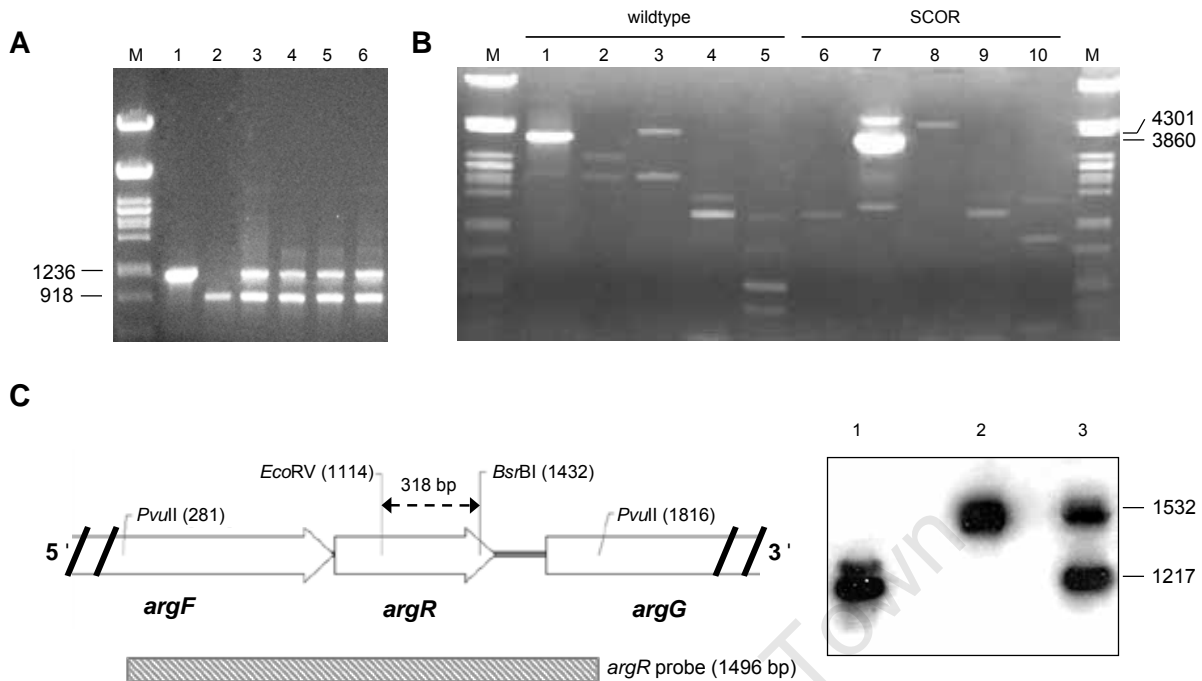 A
M 1 2 3 4 5 6
1236
918
B
wildtype SCOR
M 1 2 3 4 5 6 7 8 9 10 M
4301
3860
C
EcoRV (1114)
BsrBI (1432)
318 bp
PvuII (281)
PvuII (1816)
5 '
3 '
argF argR argG
argR probe (1496 bp)
1 2 3
1532
1217
Town